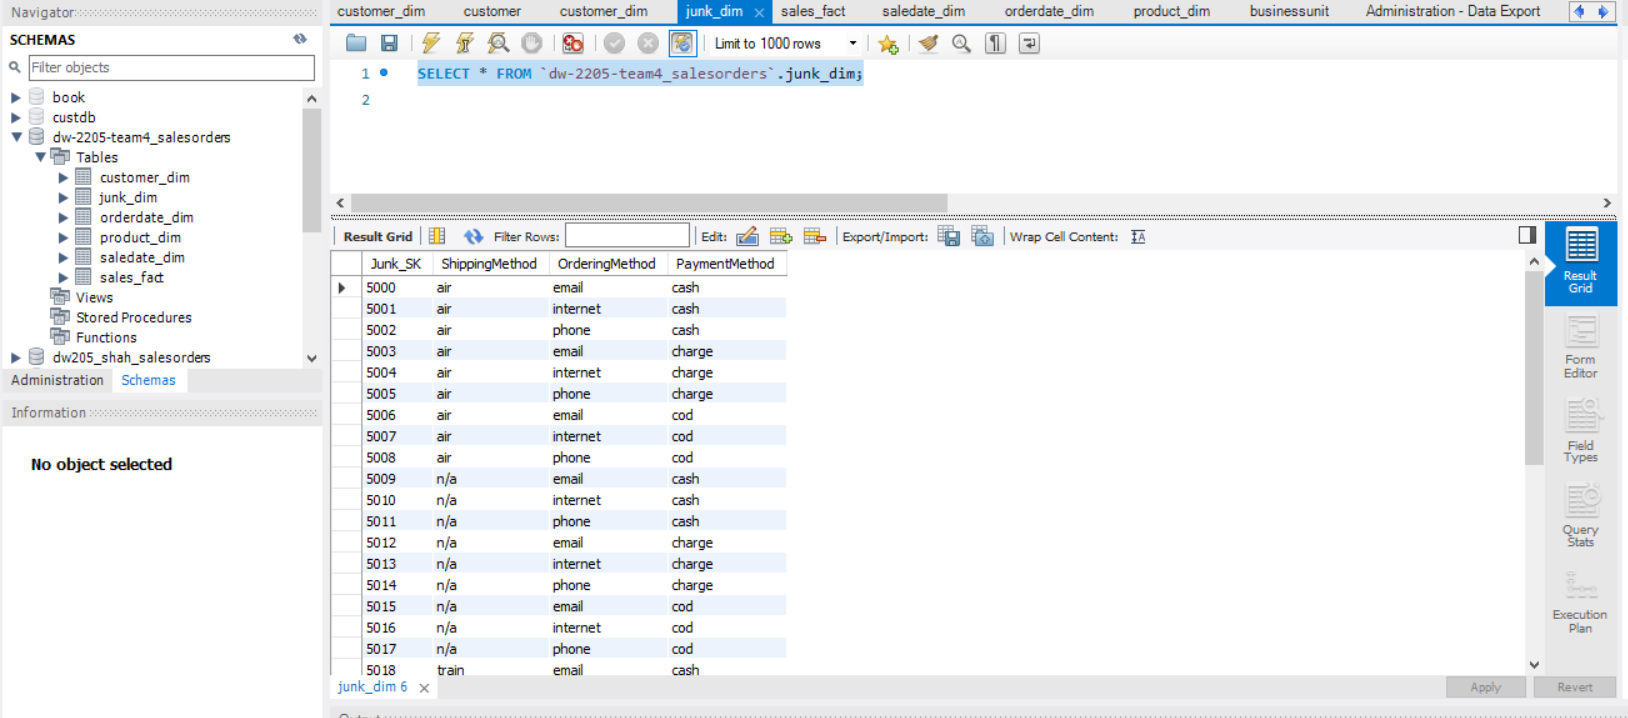 Navigator
SCHEMAS
Filter objects
book
custdb
dw-2205-team4_salesorders
Tables
customer_dim
junk_dim
orderdate_dim
product_dim
saledate_dim
sales_fact
Views
Stored Procedures
Functions
dw205_shah_salesorders
Administration Schemas
Information
No object selected
customer_dim customer customer_dim junk_dim sales_fact saledate_dim orderdate_dim product_dim businessunit Administration - Data Export
Limit to 1000 rows
1 SELECT * FROM `dw-2205-team4_salesorders`.junk_dim;
2
Result Grid Filter Rows: Edit: Export/Import: Wrap Cell Content:
Junk_SK ShippingMethod OrderingMethod PaymentMethod
5000 air email cash
5001 air internet cash
5002 air phone cash
5003 air email charge
5004 air internet charge
5005 air phone charge
5006 air email cod
5007 air internet cod
5008 air phone cod
5009 n/a email cash
5010 n/a internet cash
5011 n/a phone cash
5012 n/a email charge
5013 n/a internet charge
5014 n/a phone charge
5015 n/a email cod
5016 n/a internet cod
5017 n/a phone cod
5018 train email cash
Result
Grid
Form
Editor
Field
Types
Query
Stats
Execution
Plan
junk_dim 6
Apply Revert